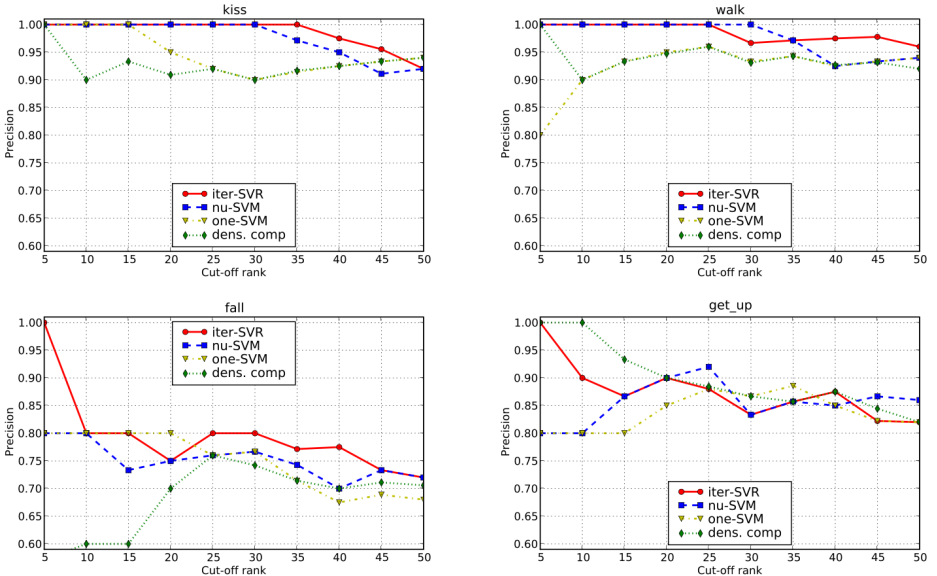 kiss
1.00
0.95
0.90
0.85
0.80
0.75
0.70
0.65
0.60
Precision
iter-SVR
nu-SVM
one-SVM
dens. comp
5 10 15 20 25 30 35 40 45 50
Cut-off rank
walk
1.00
0.95
0.90
0.85
0.80
0.75
0.70
0.65
0.60
Precision
iter-SVR
nu-SVM
one-SVM
dens. comp
5 10 15 20 25 30 35 40 45 50
Cut-off rank
fall
1.00
0.95
0.90
0.85
0.80
0.75
0.70
0.65
0.60
Precision
iter-SVR
nu-SVM
one-SVM
dens. comp
5 10 15 20 25 30 35 40 45 50
Cut-off rank
get_up
1.00
0.95
0.90
0.85
0.80
0.75
0.70
0.65
0.60
Precision
iter-SVR
nu-SVM
one-SVM
dens. comp
5 10 15 20 25 30 35 40 45 50
Cut-off rank